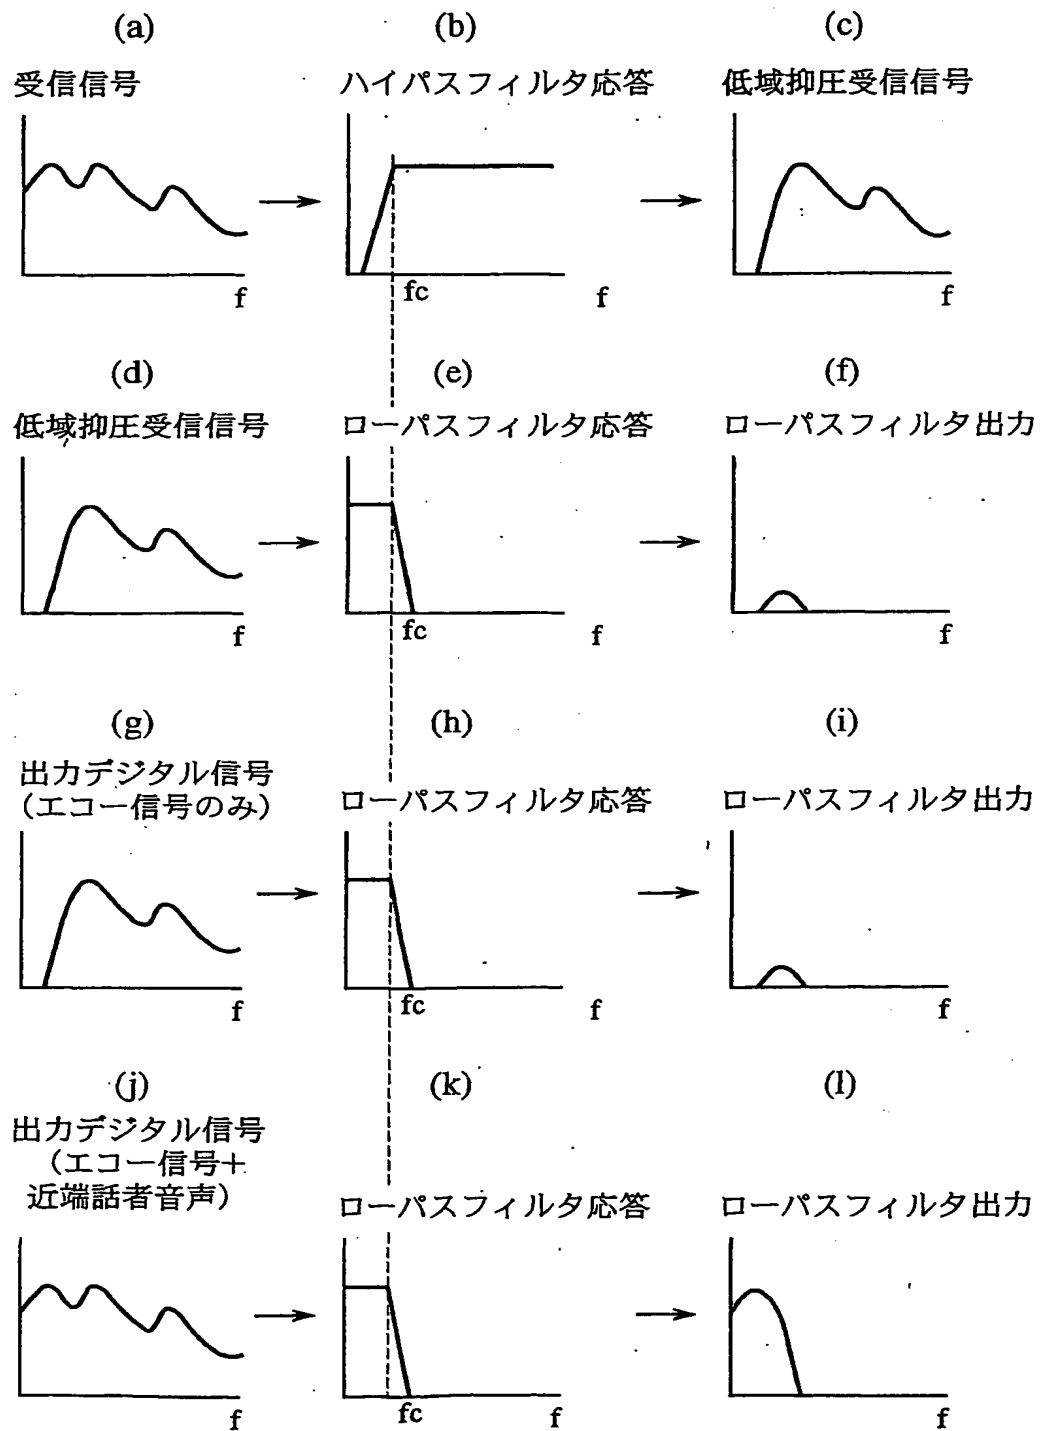 (a)
(b)
(c)
受信信号
ハイパスフィルタ応答
低域抑圧受信信号
f
fc
f
f
(d)
(e)
(f)
低域抑圧受信信号
ローパスフィルタ応答
ローパスフィルタ出力
f
fc
f
f
(g)
(h)
(i)
出力デジタル信号
(エコー信号のみ)
ローパスフィルタ応答
ローパスフィルタ出力
f
fc
f
f
(j)
(k)
(l)
出力デジタル信号
(エコー信号+
近端話者音声)
ローパスフィルタ応答
ローパスフィルタ出力
f
fc
f
f